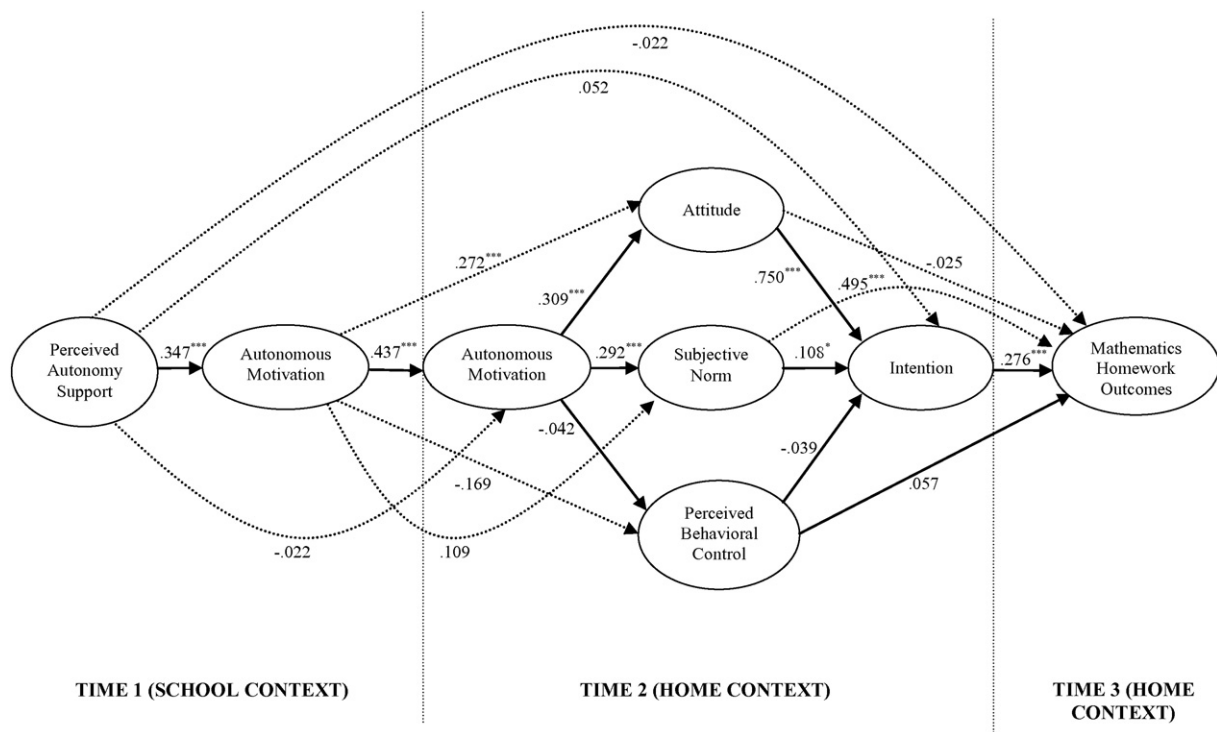 -.022
.052
Attitude
.272***
-.025
.750***
.495***
.309***
Perceived
Autonomy
Support
.347***
Autonomous
Motivation
.437***
Autonomous
Motivation
.292***
Subjective
Norm
.108*
Intention
.276***
Mathematics
Homework
Outcomes
-.042
-.039
-.169
.057
Perceived
Behavioral
Control
-.022
.109
TIME 1 (SCHOOL CONTEXT)
TIME 2 (HOME CONTEXT)
TIME 3 (HOME
CONTEXT)